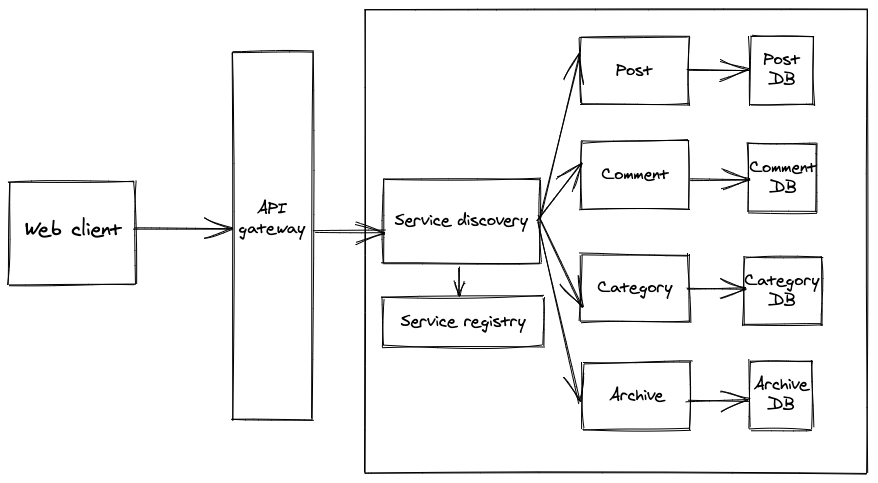 Web client
API
gateway
Service discovery
Service registry
Post
Post
DB
Comment
Comment
DB
Category
Category
DB
Archive
Archive
DB